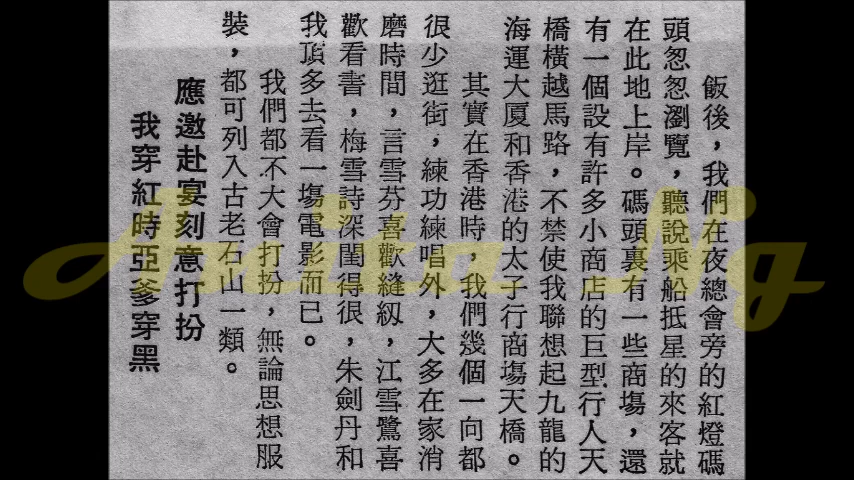 飯後，我們在夜總會旁的紅燈碼
頭忽忽瀏覽，聽說乘船抵星的來客就
在此地上岸。碼頭裏有一些商塲，還
有一個設有許多小商店的巨型行人天
橋橫越馬路，不禁使我聯想起九龍的
海運大厦和香港的太子行商塲天橋。
其實在香港時，我們幾個一向都
很少逛街，練功練唱外，大多在家消
磨時間，言雪芬喜歡縫紉，江雪鷺喜
歡看書，梅雪詩深閨得很，朱劍丹和
我頂多去看一塲電影而已。
我們都不大會打扮，無論思想服
裝，都可列入古老石山一類。
應邀赴宴刻意打扮
我穿紅時亞爹穿黑
Anita Ng